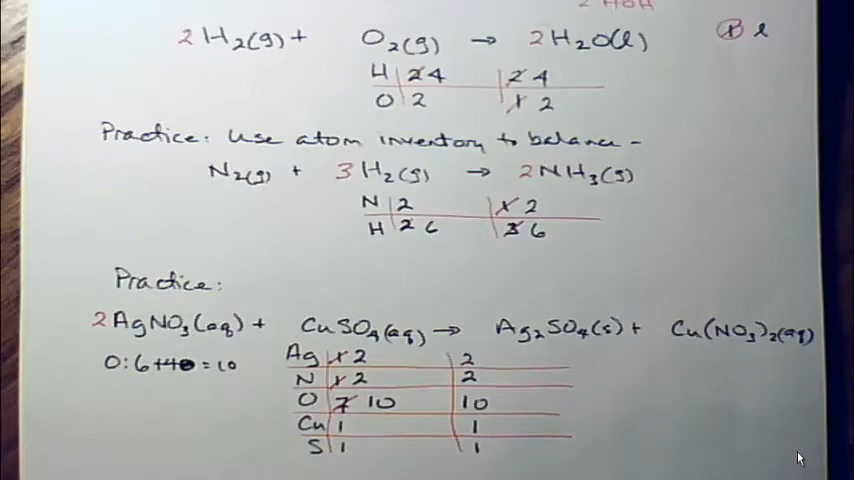 2 HOH
2H₂(g) + O₂(g) → 2H₂O(l) l
H 2 4 2 4
O 2 1 2
Practice: Use atom inventory to balance -
N₂(g) + 3H₂(g) → 2NH₃(g)
N 2 1 2
H 2 6 3 6
Practice:
2AgNO₃(aq) + CuSO₄(aq) → Ag₂SO₄(s) + Cu(NO₃)₂(aq)
O: 6+4 = 10
Ag 1 2 2
N 1 2 2
O 7 10 10
Cu 1 1
S 1 1